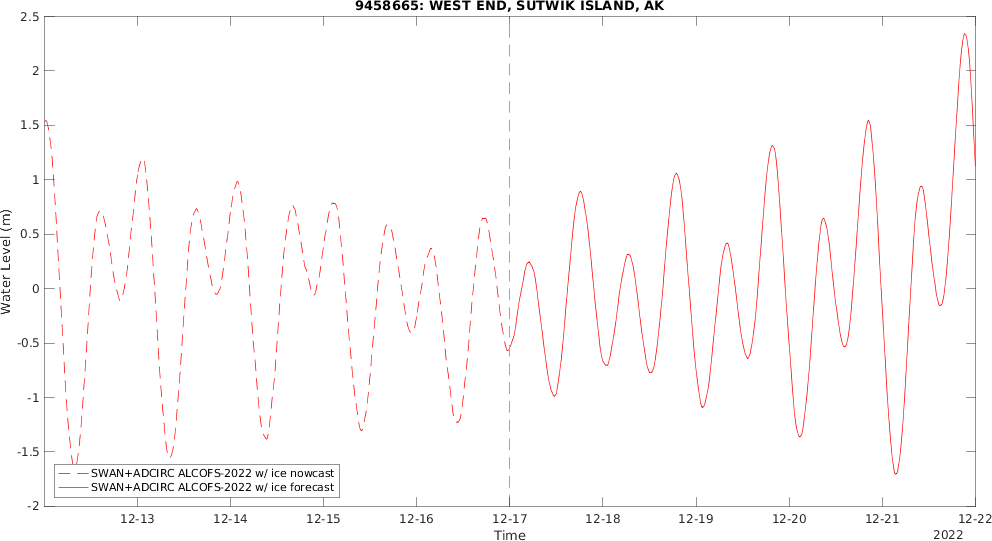 9458665: WEST END, SUTWIK ISLAND, AK
2.5
2
1.5
1
0.5
0
-0.5
-1
-1.5
-2
Water Level (m)
SWAN+ADCIRC ALCOFS-2022 w/ ice nowcast
SWAN+ADCIRC ALCOFS-2022 w/ ice forecast
12-13 12-14 12-15 12-16 12-17 12-18 12-19 12-20 12-21 12-22
Time
2022